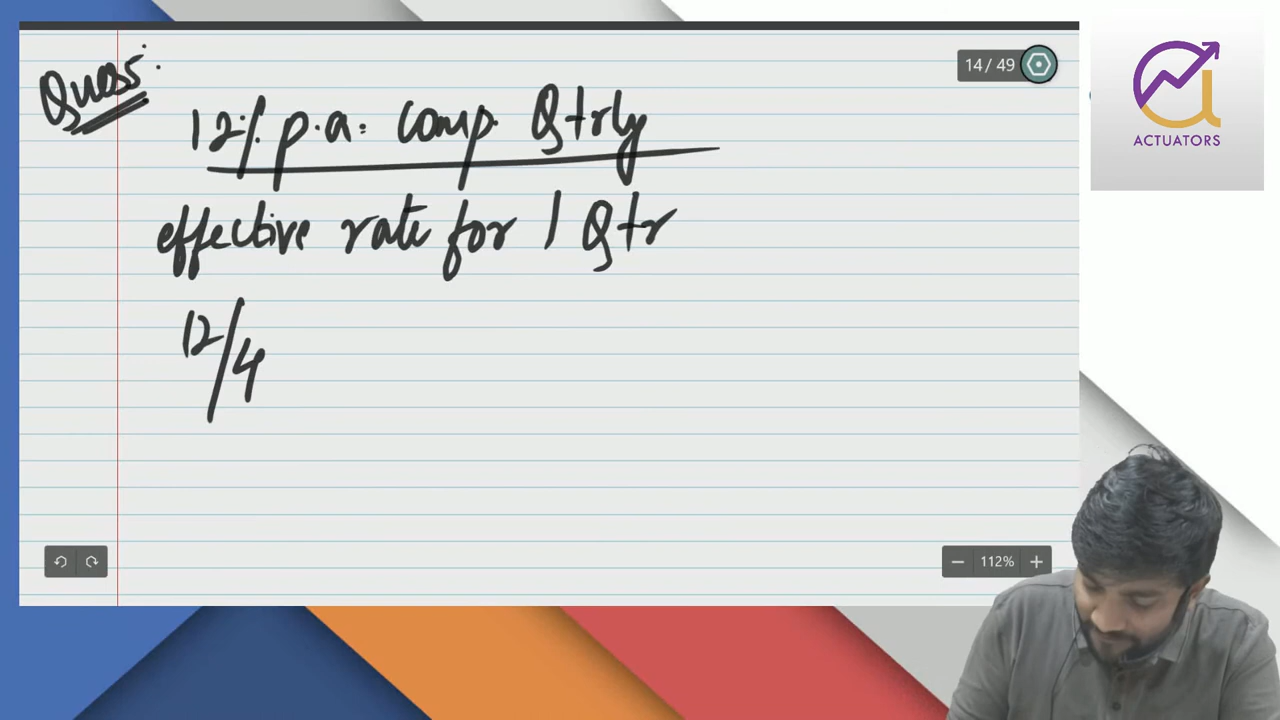 Ques:
12% p.a. comp. Qtrly
effective rate for 1 Qtr
12/4
14 / 49
ACTUATORS
112%